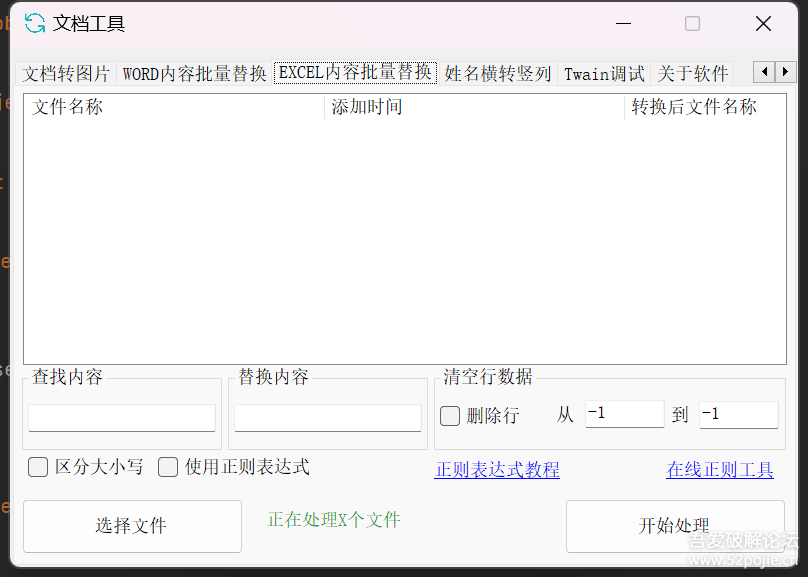 文档工具
文档转图片 WORD内容批量替换 EXCEL内容批量替换 姓名横转竖列 Twain调试 关于软件
文件名称 添加时间 转换后文件名称
查找内容 替换内容 清空行数据
删除行 从 -1 到 -1
区分大小写 使用正则表达式 正则表达式教程 在线正则工具
选择文件 正在处理X个文件 开始处理
吾爱破解论坛
www.52pojie.cn